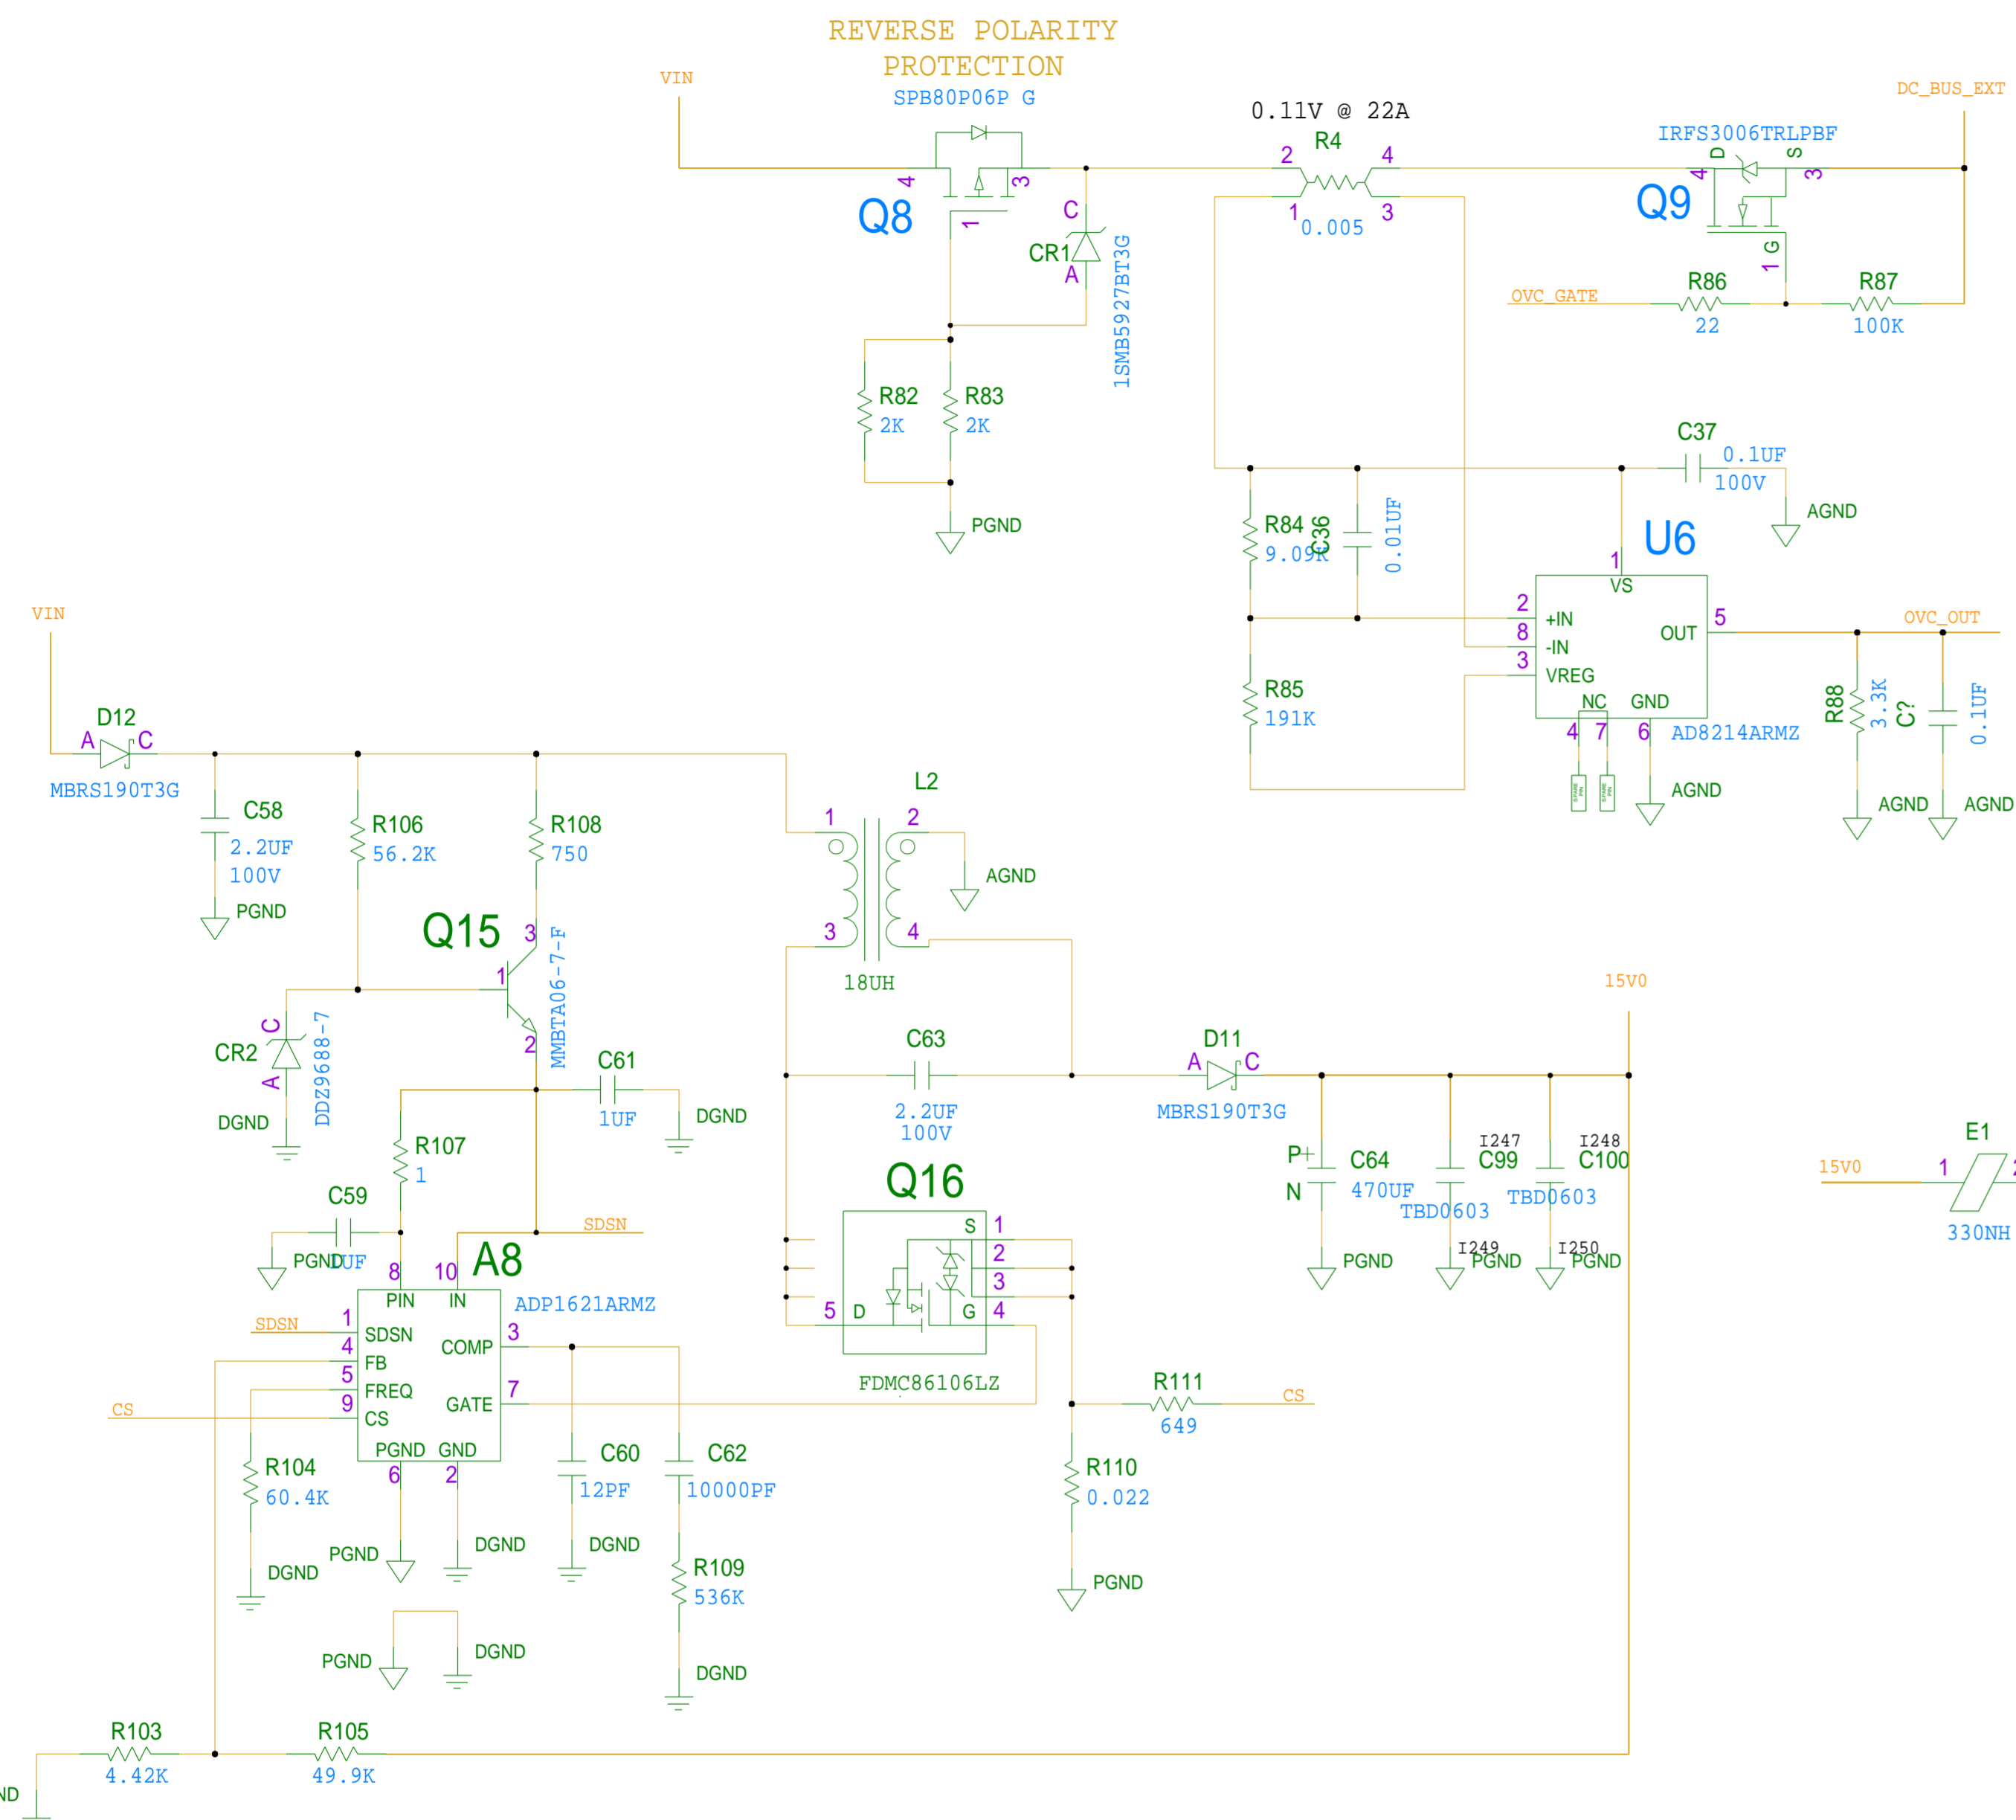 REVERSE POLARITY
PROTECTION
SPB80P06P G
VIN
4
3
1
Q8
C
CR1
A
1SMB5927BT3G
R82
2K
R83
2K
PGND
0.11V @ 22A
R4
2
4
1
3
0.005
DC_BUS_EXT
IRFS3006TRLPBF
D
S
4
3
Q9
G
1
OVC_GATE
R86
22
R87
100K
C37
0.1UF
100V
AGND
R84
9.09K
C36
0.01UF
U6
1
VS
2
+IN
8
-IN
3
VREG
OUT
5
NC
GND
4
7
6
AD8214ARMZ
SPARE
PIN
SPARE
PIN
AGND
R85
191K
OVC_OUT
R88
3.3K
C?
0.1UF
AGND
AGND
VIN
D12
A
C
MBRS190T3G
C58
2.2UF
100V
PGND
R106
56.2K
R108
750
Q15
3
1
2
MMBTA06-7-F
C
CR2
A
DDZ9688-7
DGND
C61
1UF
DGND
R107
1
C59
1UF
PGND
SDSN
L2
1
2
3
4
18UH
AGND
C63
2.2UF
100V
D11
A
C
MBRS190T3G
15V0
P+
N
C64
470UF
PGND
I247
C99
TBD0603
I249
PGND
I248
C100
TBD0603
I250
PGND
15V0
E1
1
2
330NH
Q16
S
1
2
3
5
D
G
4
FDMC86106LZ
A8
8
10
PIN
IN
ADP1621ARMZ
SDSN
1
SDSN
4
FB
5
FREQ
9
CS
CS
COMP
3
GATE
7
PGND
GND
6
2
R104
60.4K
DGND
PGND
DGND
C60
12PF
DGND
C62
10000PF
R109
536K
DGND
PGND
DGND
R111
649
CS
R110
0.022
PGND
R103
4.42K
R105
49.9K
ND